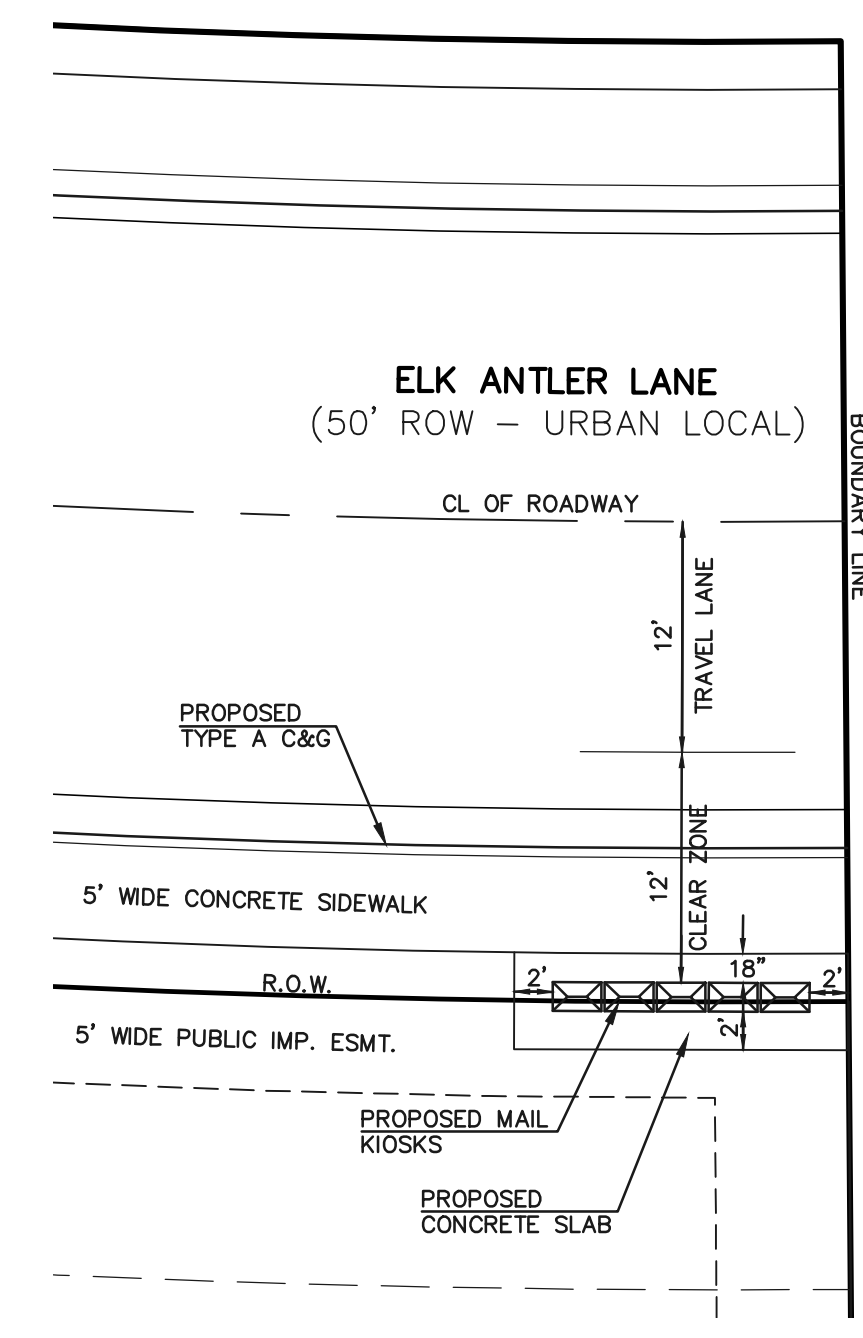 ELK ANTLER LANE
(50' ROW – URBAN LOCAL)
BOUNDARY LINE
CL OF ROADWAY
12'
TRAVEL LANE
PROPOSED
TYPE A C&G
12'
CLEAR ZONE
5' WIDE CONCRETE SIDEWALK
18"
2'
2'
R.O.W.
2'
5' WIDE PUBLIC IMP. ESMT.
PROPOSED MAIL
KIOSKS
PROPOSED
CONCRETE SLAB